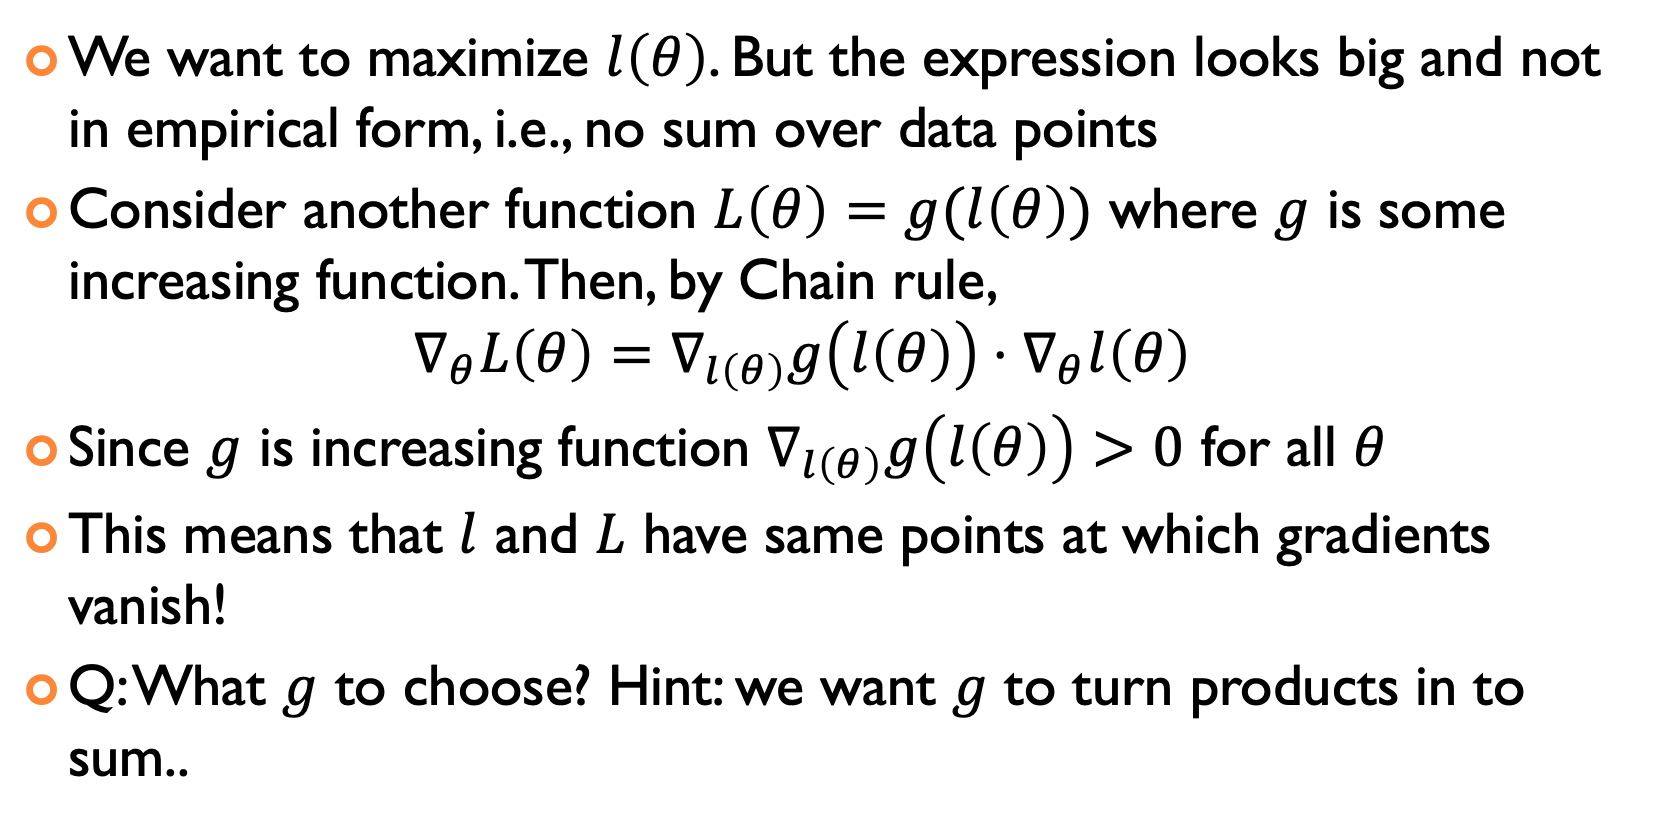 We want to maximize 𝑙(𝜃). But the expression looks big and not
in empirical form, i.e., no sum over data points
Consider another function 𝐿(𝜃) = 𝑔(𝑙(𝜃)) where 𝑔 is some
increasing function. Then, by Chain rule,
∇_𝜃 𝐿(𝜃) = ∇_{𝑙(𝜃)} 𝑔(𝑙(𝜃)) · ∇_𝜃 𝑙(𝜃)
Since 𝑔 is increasing function ∇_{𝑙(𝜃)} 𝑔(𝑙(𝜃)) > 0 for all 𝜃
This means that 𝑙 and 𝐿 have same points at which gradients
vanish!
Q: What 𝑔 to choose? Hint: we want 𝑔 to turn products in to
sum..